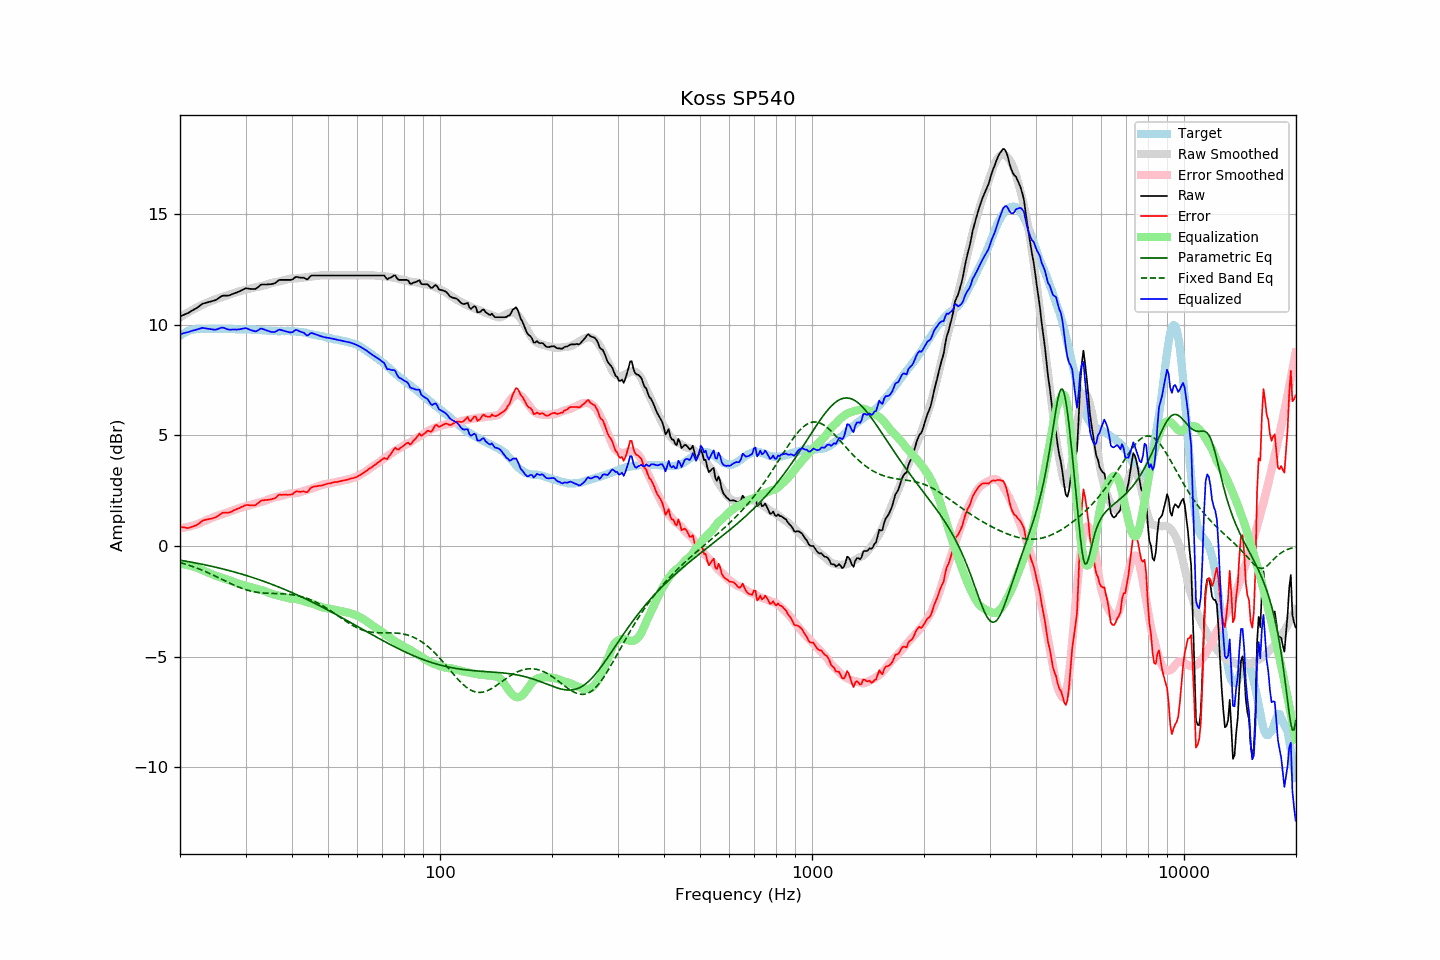 Koss SP540
Target
Raw Smoothed
Error Smoothed
Raw
Error
Equalization
Parametric Eq
Fixed Band Eq
Equalized
15
10
5
0
−5
−10
Amplitude (dBr)
100
1000
10000
Frequency (Hz)